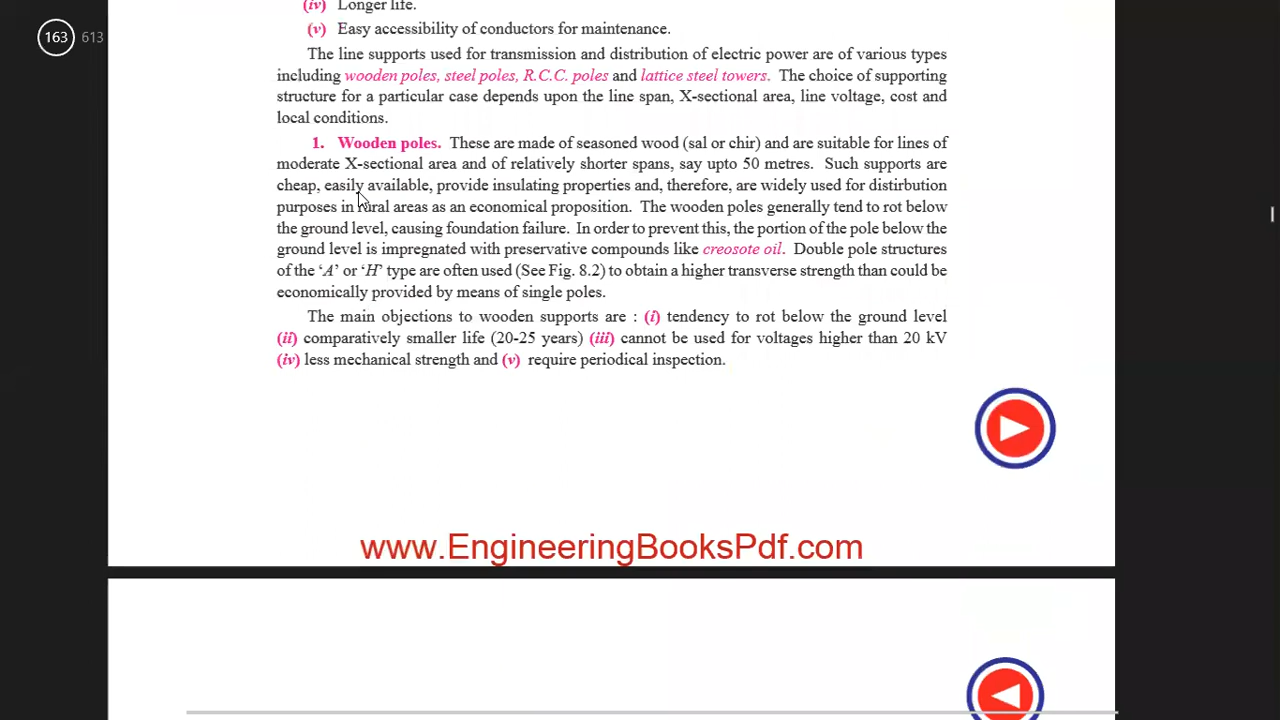 163 613
(iv) Longer life.
(v) Easy accessibility of conductors for maintenance.
The line supports used for transmission and distribution of electric power are of various types
including wooden poles, steel poles, R.C.C. poles and lattice steel towers. The choice of supporting
structure for a particular case depends upon the line span, X-sectional area, line voltage, cost and
local conditions.
1. Wooden poles. These are made of seasoned wood (sal or chir) and are suitable for lines of
moderate X-sectional area and of relatively shorter spans, say upto 50 metres. Such supports are
cheap, easily available, provide insulating properties and, therefore, are widely used for distirbution
purposes in rural areas as an economical proposition. The wooden poles generally tend to rot below
the ground level, causing foundation failure. In order to prevent this, the portion of the pole below the
ground level is impregnated with preservative compounds like creosote oil. Double pole structures
of the ‘A’ or ‘H’ type are often used (See Fig. 8.2) to obtain a higher transverse strength than could be
economically provided by means of single poles.
The main objections to wooden supports are : (i) tendency to rot below the ground level
(ii) comparatively smaller life (20-25 years) (iii) cannot be used for voltages higher than 20 kV
(iv) less mechanical strength and (v) require periodical inspection.
www.EngineeringBooksPdf.com